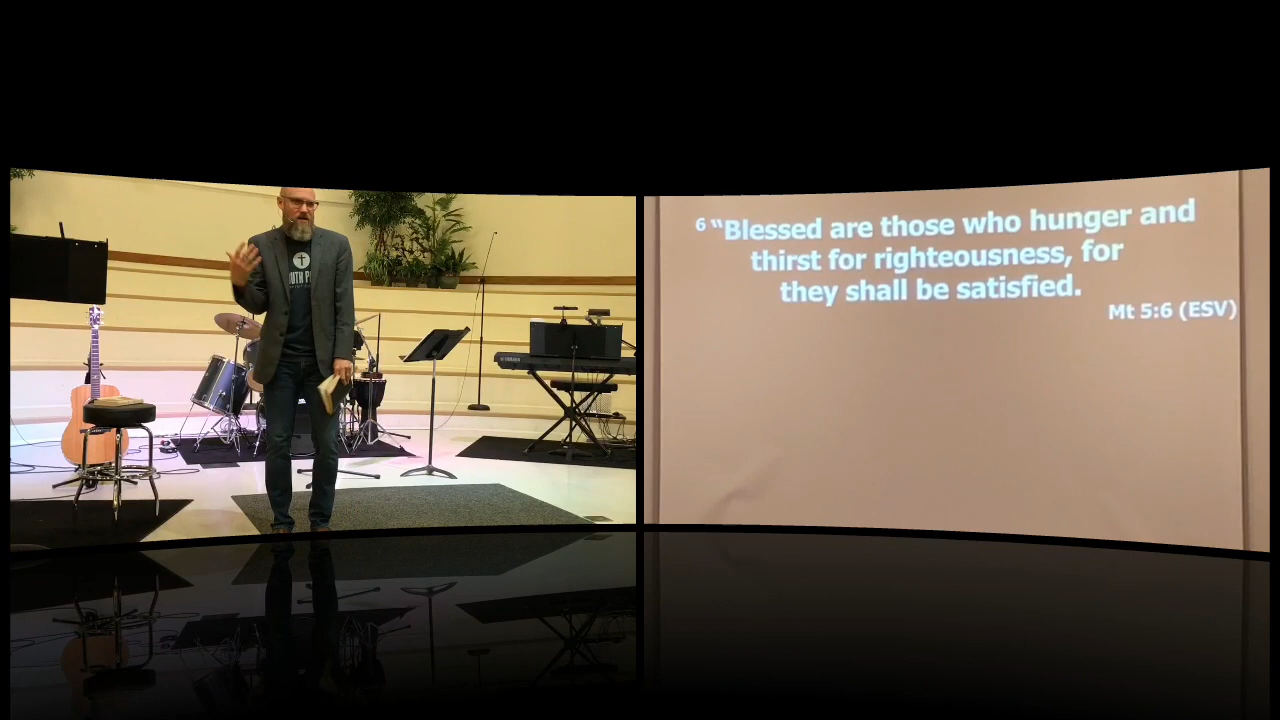 6 "Blessed are those who hunger and
thirst for righteousness, for
they shall be satisfied.
Mt 5:6 (ESV)
YAMAHA